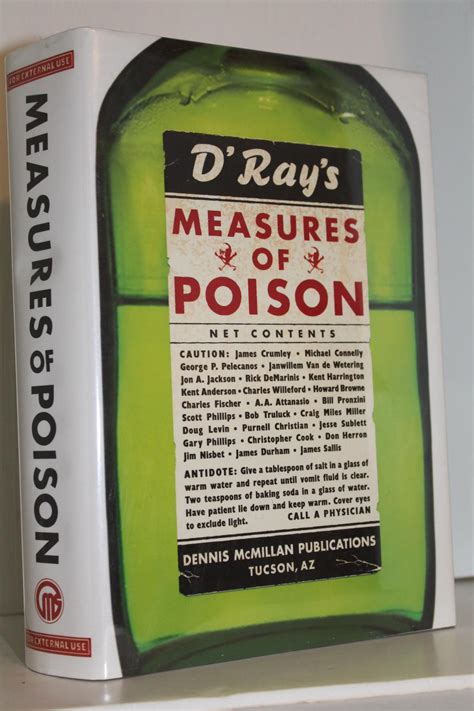 FOR EXTERNAL USE
MEASURES OF POISON
GMS
FOR EXTERNAL USE
D'Ray's
MEASURES
OF
POISON
NET CONTENTS
CAUTION: James Crumley • Michael Connelly
George P. Pelecanos • Janwillem Van de Wetering
Jon A. Jackson • Rick DeMarinis • Kent Harrington
Kent Anderson • Charles Willeford • Howard Browne
Charles Fischer • A.A. Attanasio • Bill Pronzini
Scott Phillips • Bob Truluck • Craig Miles Miller
Doug Levin • Purnell Christian • Jesse Sublett
Gary Phillips • Christopher Cook • Don Herron
Jim Nisbet • James Durham • James Sallis
ANTIDOTE: Give a tablespoon of salt in a glass of
warm water and repeat until vomit fluid is clear.
Two teaspoons of baking soda in a glass of water.
Have patient lie down and keep warm. Cover eyes
to exclude light. CALL A PHYSICIAN
DENNIS McMILLAN PUBLICATIONS
TUCSON, AZ